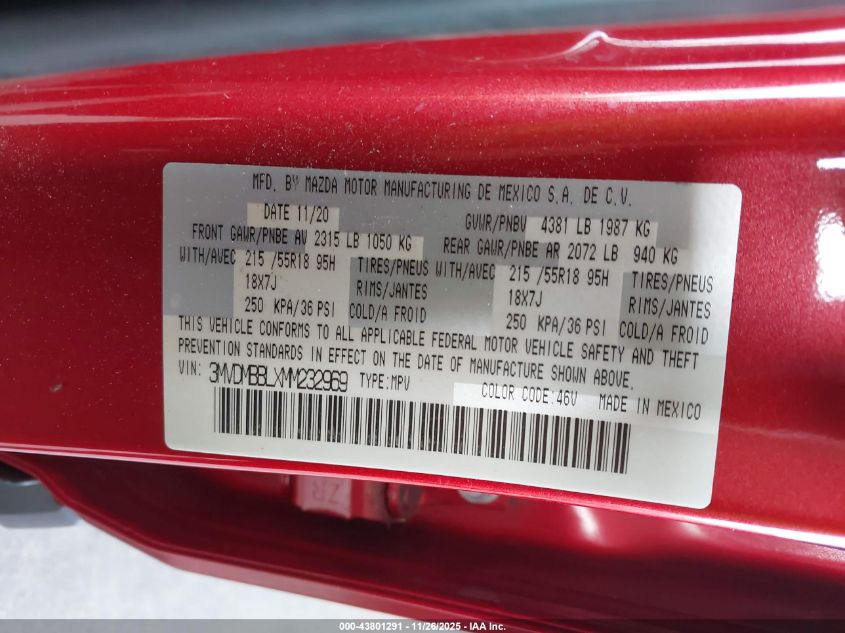 MFD. BY MAZDA MOTOR MANUFACTURING DE MEXICO S.A. DE C.V.
DATE 11/20 GVWR/PNBV 4381 LB 1987 KG
FRONT GAWR/PNBE AV 2315 LB 1050 KG REAR GAWR/PNBE AR 2072 LB 940 KG
WITH/AVEC 215 /55R18 95H TIRES/PNEUS WITH/AVEC 215 /55R18 95H TIRES/PNEUS
18X7J RIMS/JANTES 18X7J RIMS/JANTES
250 KPA/36 PSI COLD/A FROID 250 KPA/36 PSI COLD/A FROID
THIS VEHICLE CONFORMS TO ALL APPLICABLE FEDERAL MOTOR VEHICLE SAFETY AND THEFT
PREVENTION STANDARDS IN EFFECT ON THE DATE OF MANUFACTURE SHOWN ABOVE.
VIN: 3MVDMBBLXMM232969 TYPE:MPV COLOR CODE:46V MADE IN MEXICO
ZR
000-43801291 - 11/26/2025 - IAA Inc.